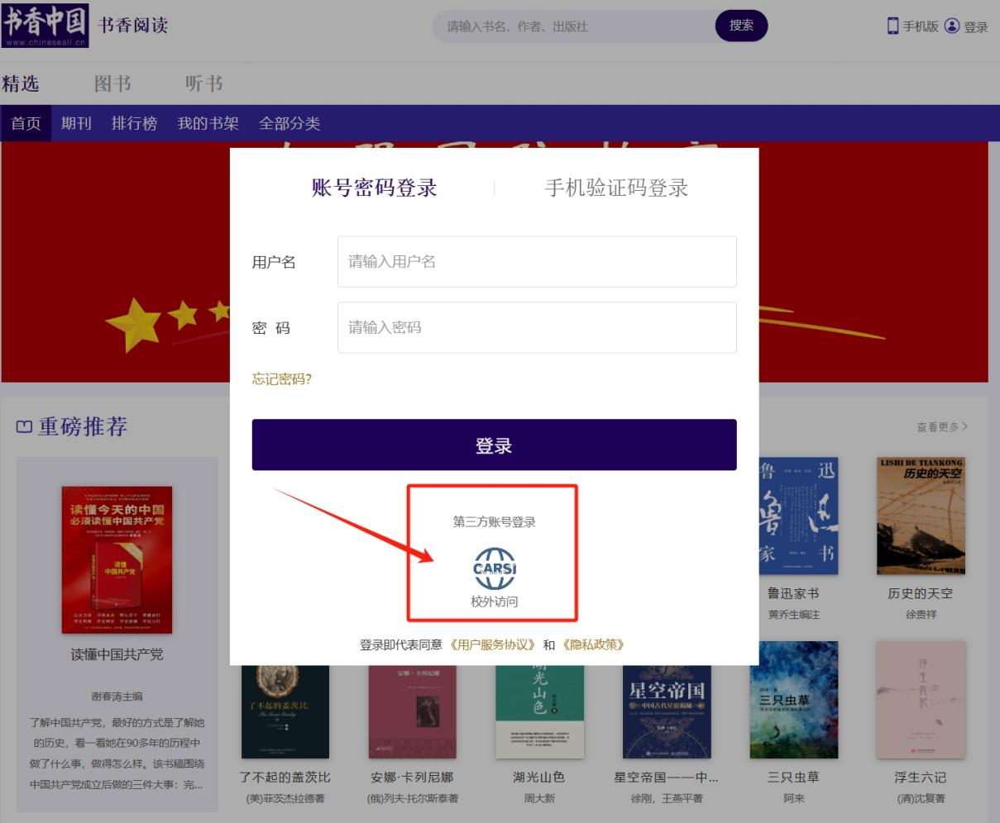 书香中国
www.chineseall.cn
书香阅读
请输入书名、作者、出版社
搜索
手机版
登录
精选
图书
听书
首页
期刊
排行榜
我的书架
全部分类
账号密码登录
手机验证码登录
用户名
请输入用户名
密 码
请输入密码
忘记密码?
登录
第三方账号登录
CARSI
校外访问
登录即代表同意《用户服务协议》和《隐私政策》
重磅推荐
查看更多
读懂今天的中国
必须读懂中国共产党
读懂
中国共产党
读懂中国共产党
谢春涛主编
了解中国共产党，最好的方式是了解她
的历史，看一看她在90多年的历程中
做了什么事，做得怎么样。该书稿围绕
中国共产党成立后做的三件大事：完...
鲁迅
家书
鲁迅家书
黄乔生编注
LISHI DE TIANKONG
历史的天空
历史的天空
徐贵祥
了不起的盖茨比
了不起的盖茨比
(美)菲茨杰拉德著
安娜·卡列尼娜
安娜·卡列尼娜
(俄)列夫·托尔斯泰著
湖光山色
湖光山色
周大新
星空帝国
中国古代星宿揭秘
星空帝国——中...
徐刚，王燕平著
三只虫草
三只虫草
阿来
浮生六记
浮生六记
(清)沈复著